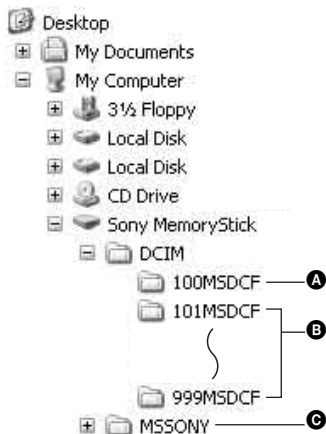 Desktop
My Documents
My Computer
3½ Floppy
Local Disk
Local Disk
CD Drive
Sony MemoryStick
DCIM
100MSDCF A
101MSDCF
B
999MSDCF
MSSONY C